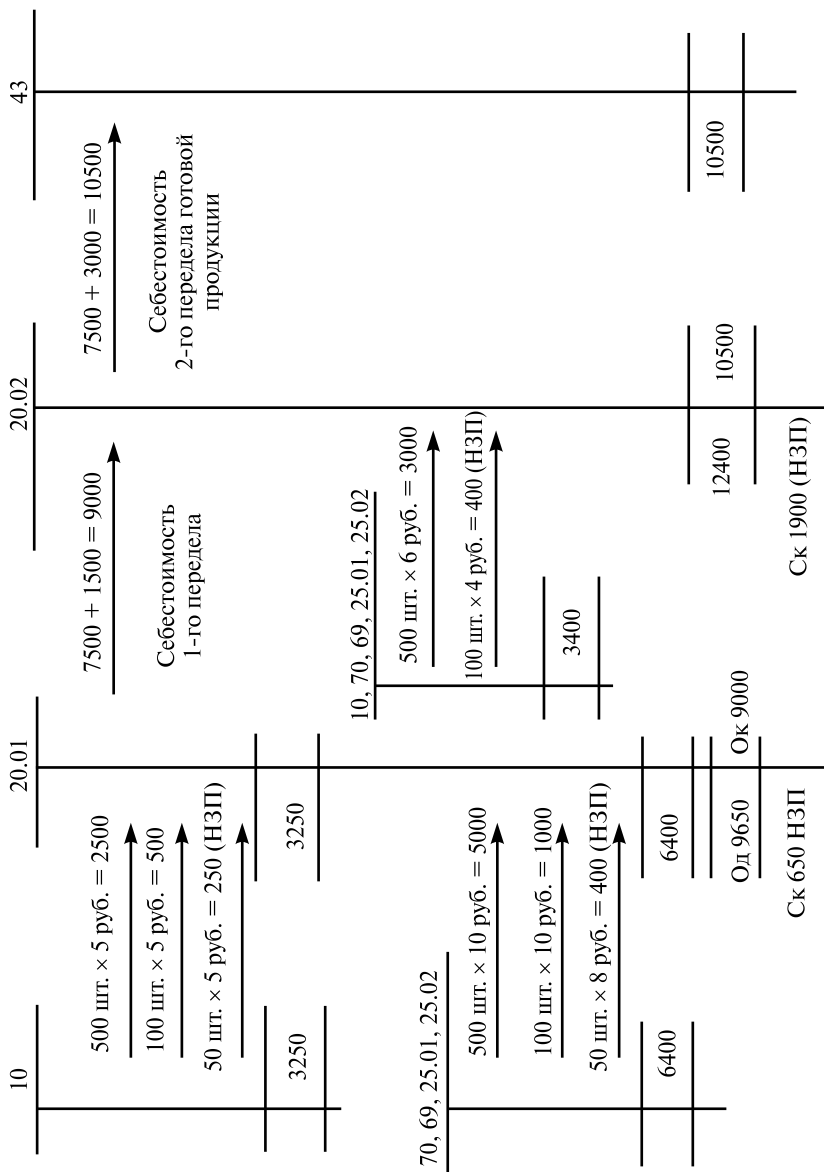 10
20.01
20.02
43
500 шт. × 5 руб. = 2500
100 шт. × 5 руб. = 500
50 шт. × 5 руб. = 250 (НЗП)
3250
3250
7500 + 1500 = 9000
Себестоимость
1-го передела
7500 + 3000 = 10500
Себестоимость
2-го передела готовой
продукции
70, 69, 25.01, 25.02
500 шт. × 10 руб. = 5000
100 шт. × 10 руб. = 1000
50 шт. × 8 руб. = 400 (НЗП)
6400
6400
Од 9650
Ок 9000
Ск 650 НЗП
10, 70, 69, 25.01, 25.02
500 шт. × 6 руб. = 3000
100 шт. × 4 руб. = 400 (НЗП)
3400
12400
10500
Ск 1900 (НЗП)
10500